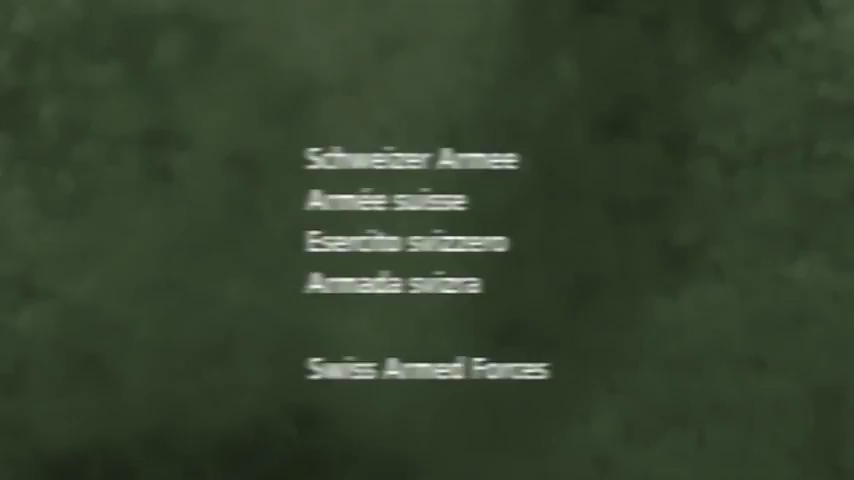 Schweizer Armee
Armée suisse
Esercito svizzero
Armada svizra
Swiss Armed Forces